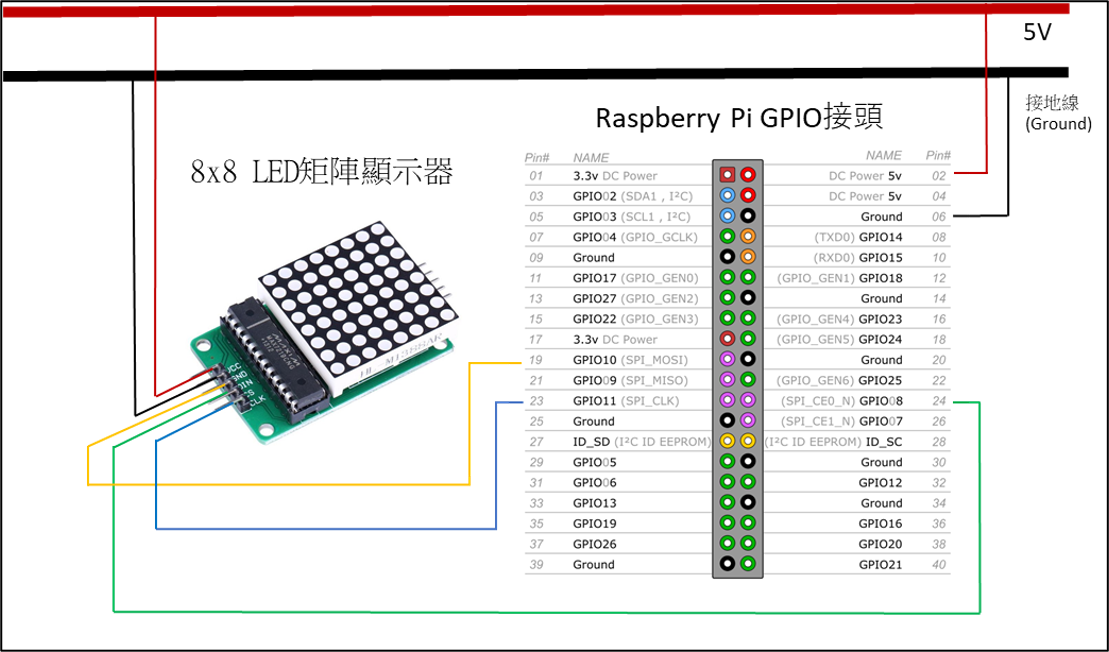 5V
接地線
(Ground)
Raspberry Pi GPIO接頭
8x8 LED矩陣顯示器
Pin# NAME NAME Pin#
01 3.3v DC Power DC Power 5v 02
03 GPIO02 (SDA1 , I²C) DC Power 5v 04
05 GPIO03 (SCL1 , I²C) Ground 06
07 GPIO04 (GPIO_GCLK) (TXD0) GPIO14 08
09 Ground (RXD0) GPIO15 10
11 GPIO17 (GPIO_GEN0) (GPIO_GEN1) GPIO18 12
13 GPIO27 (GPIO_GEN2) Ground 14
15 GPIO22 (GPIO_GEN3) (GPIO_GEN4) GPIO23 16
17 3.3v DC Power (GPIO_GEN5) GPIO24 18
19 GPIO10 (SPI_MOSI) Ground 20
21 GPIO09 (SPI_MISO) (GPIO_GEN6) GPIO25 22
23 GPIO11 (SPI_CLK) (SPI_CE0_N) GPIO08 24
25 Ground (SPI_CE1_N) GPIO07 26
27 ID_SD (I²C ID EEPROM) (I²C ID EEPROM) ID_SC 28
29 GPIO05 Ground 30
31 GPIO06 GPIO12 32
33 GPIO13 Ground 34
35 GPIO19 GPIO16 36
37 GPIO26 GPIO20 38
39 Ground GPIO21 40
VCC
GND
DIN
CS
CLK